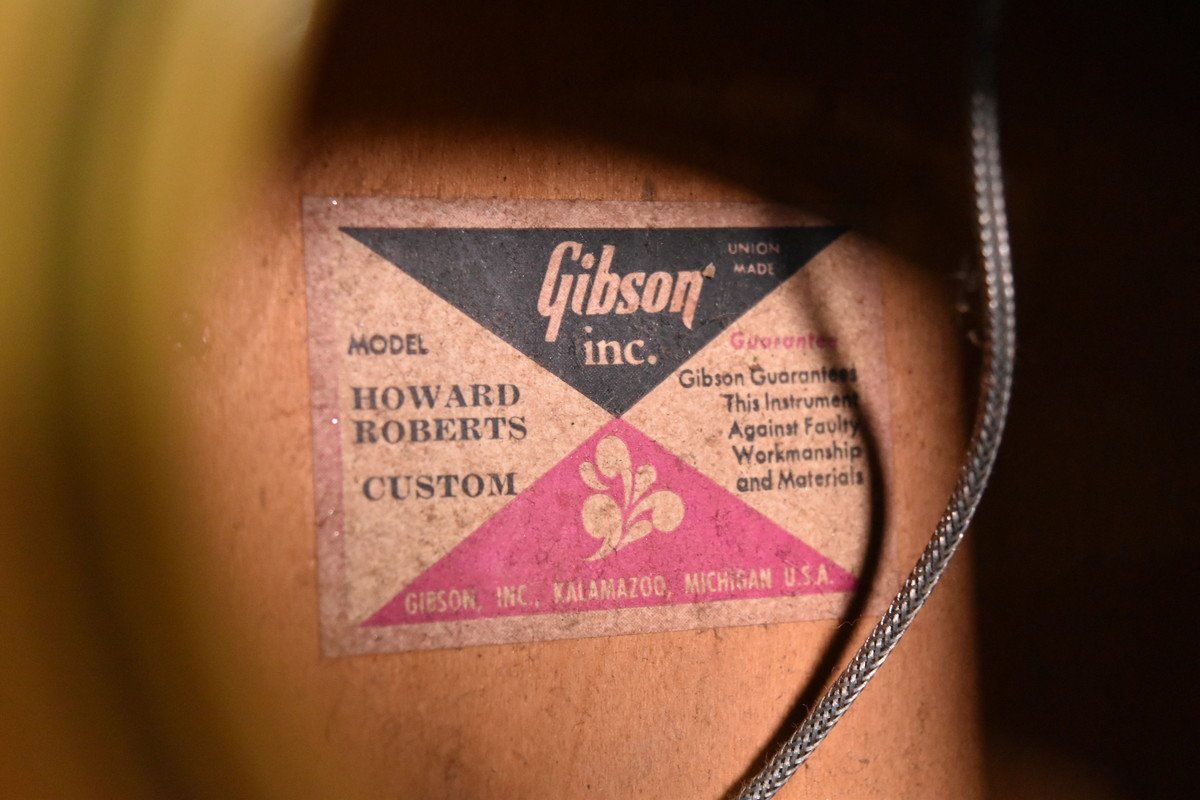 Gibson
inc.
UNION
MADE
MODEL
HOWARD
ROBERTS
CUSTOM
Guarantee
Gibson Guarantees
This Instrument
Against Faulty
Workmanship
and Materials
GIBSON, INC., KALAMAZOO, MICHIGAN U.S.A.